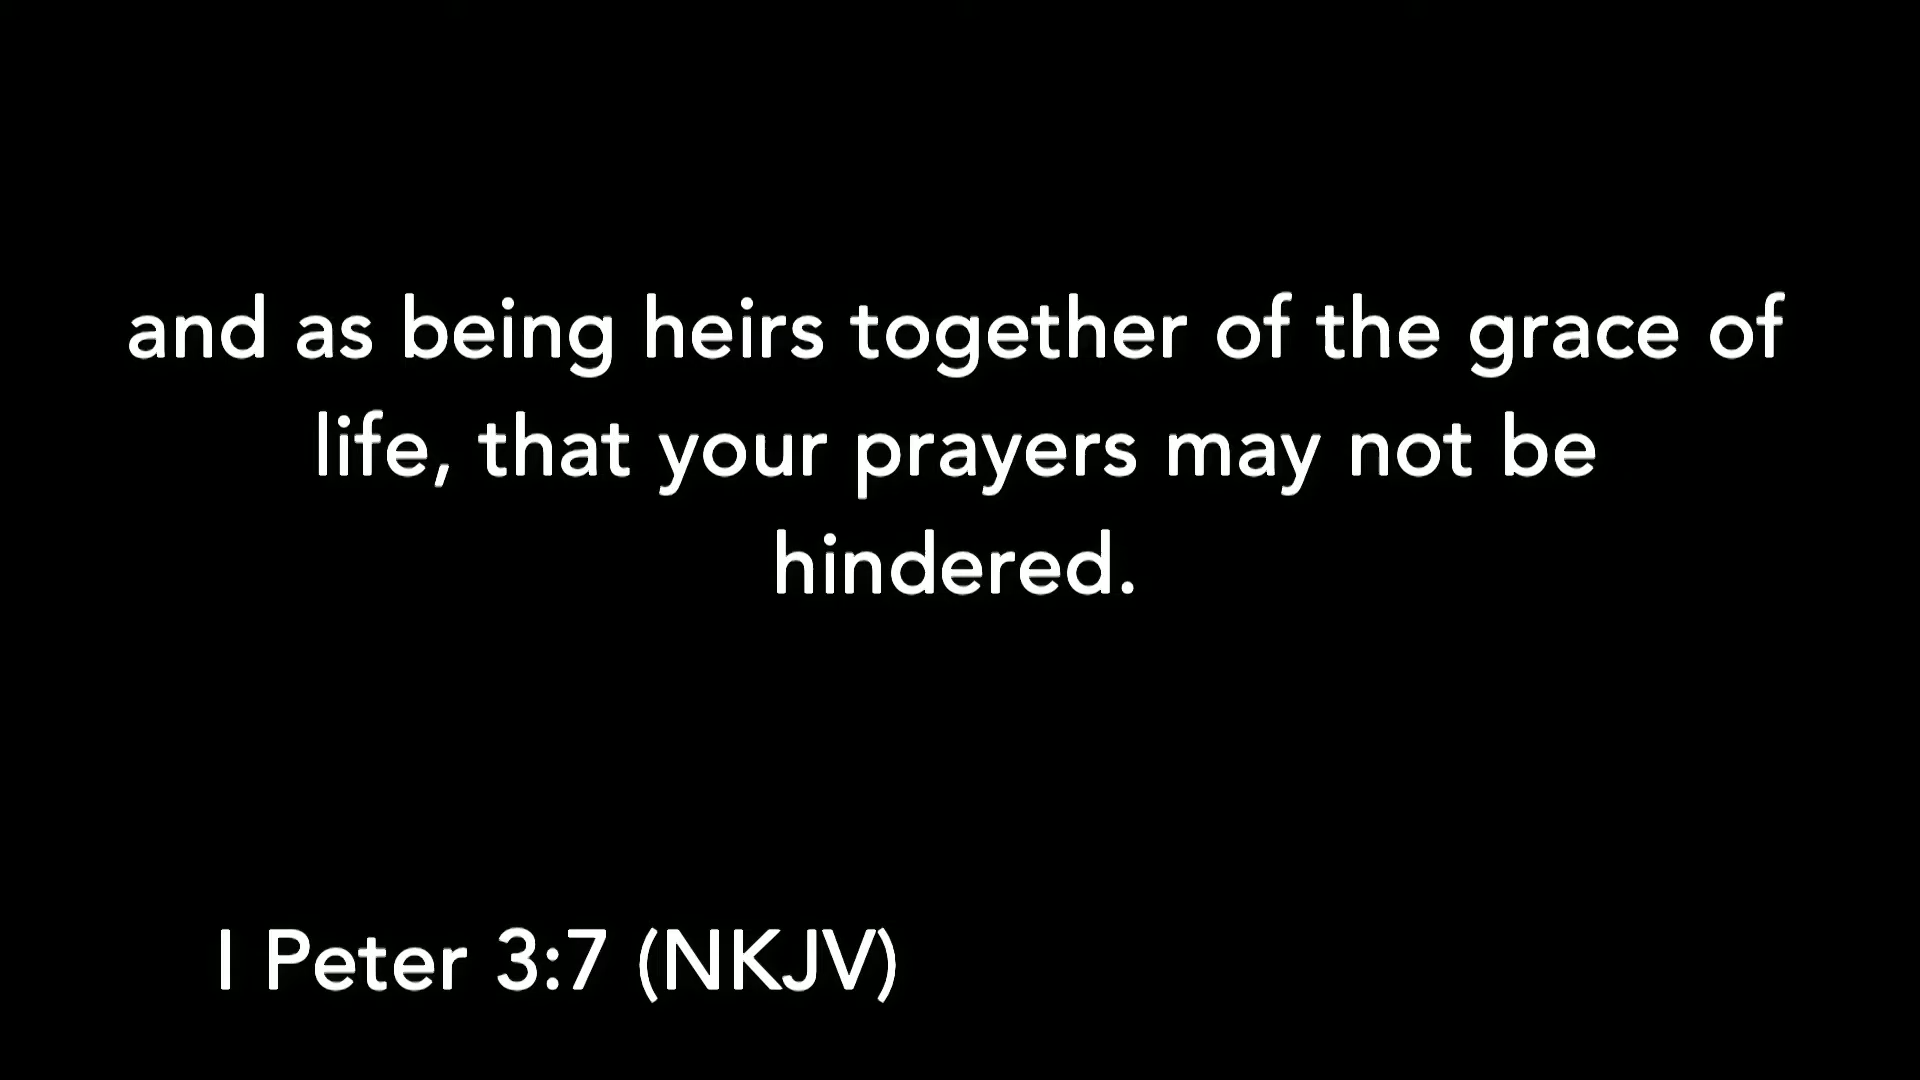 and as being heirs together of the grace of
life, that your prayers may not be
hindered.
I Peter 3:7 (NKJV)